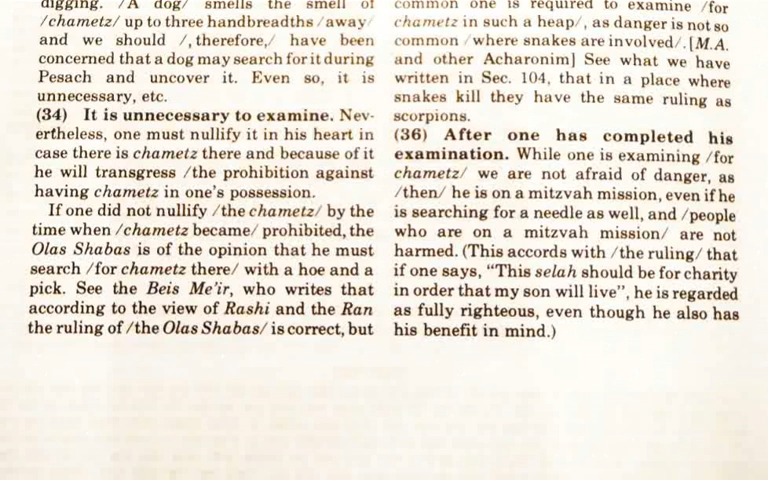 digging. /A dog/ smells the smell of
/chametz/ up to three handbreadths /away/
and we should /,therefore,/ have been
concerned that a dog may search for it during
Pesach and uncover it. Even so, it is
unnecessary, etc.
(34) It is unnecessary to examine. Nev-
ertheless, one must nullify it in his heart in
case there is chametz there and because of it
he will transgress /the prohibition against
having chametz in one's possession.
If one did not nullify /the chametz/ by the
time when /chametz became/ prohibited, the
Olas Shabas is of the opinion that he must
search /for chametz there/ with a hoe and a
pick. See the Beis Me'ir, who writes that
according to the view of Rashi and the Ran
the ruling of /the Olas Shabas/ is correct, but
common one is required to examine /for
chametz in such a heap/, as danger is not so
common /where snakes are involved/. [M.A.
and other Acharonim] See what we have
written in Sec. 104, that in a place where
snakes kill they have the same ruling as
scorpions.
(36) After one has completed his
examination. While one is examining /for
chametz/ we are not afraid of danger, as
/then/ he is on a mitzvah mission, even if he
is searching for a needle as well, and /people
who are on a mitzvah mission/ are not
harmed. (This accords with /the ruling/ that
if one says, "This selah should be for charity
in order that my son will live", he is regarded
as fully righteous, even though he also has
his benefit in mind.)